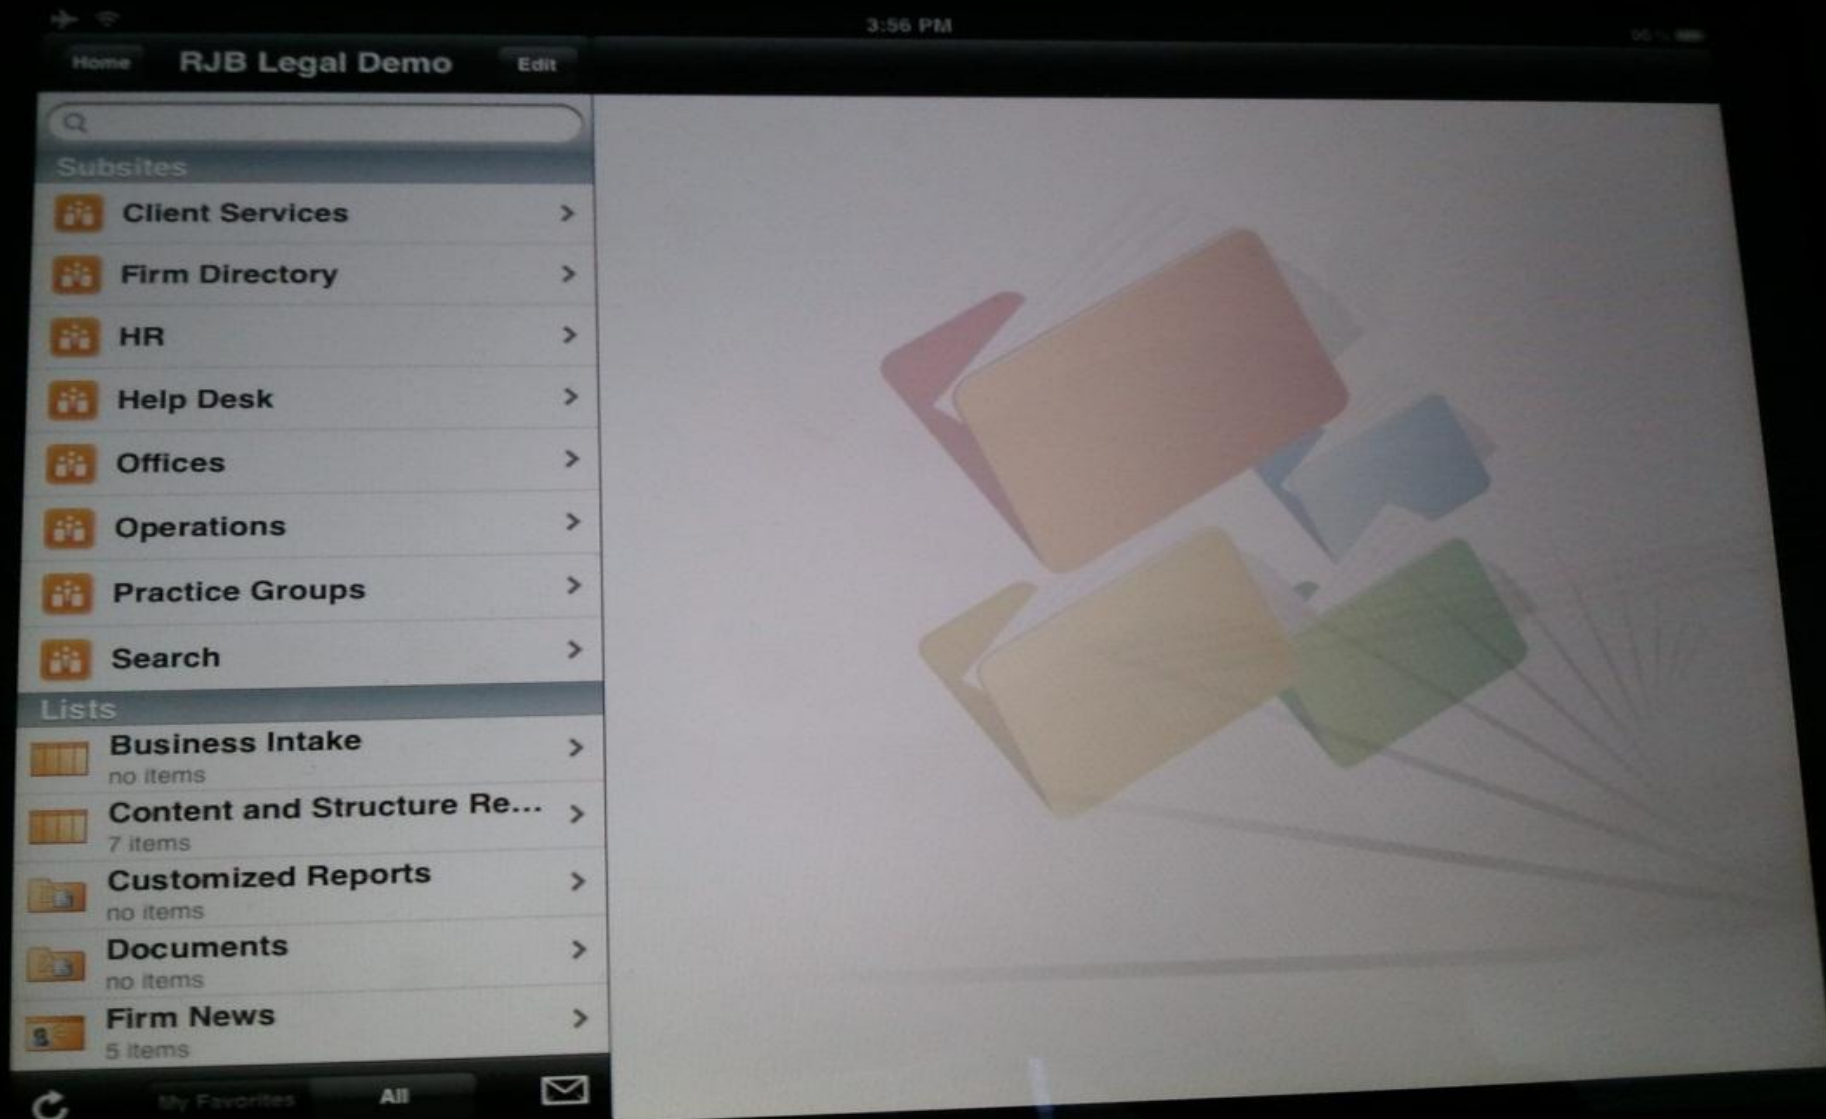 3:56 PM
Home
RJB Legal Demo
Edit
Subsites
Client Services
Firm Directory
HR
Help Desk
Offices
Operations
Practice Groups
Search
Lists
Business Intake
no items
Content and Structure Re...
7 items
Customized Reports
no items
Documents
no items
Firm News
5 items
My Favorites
All